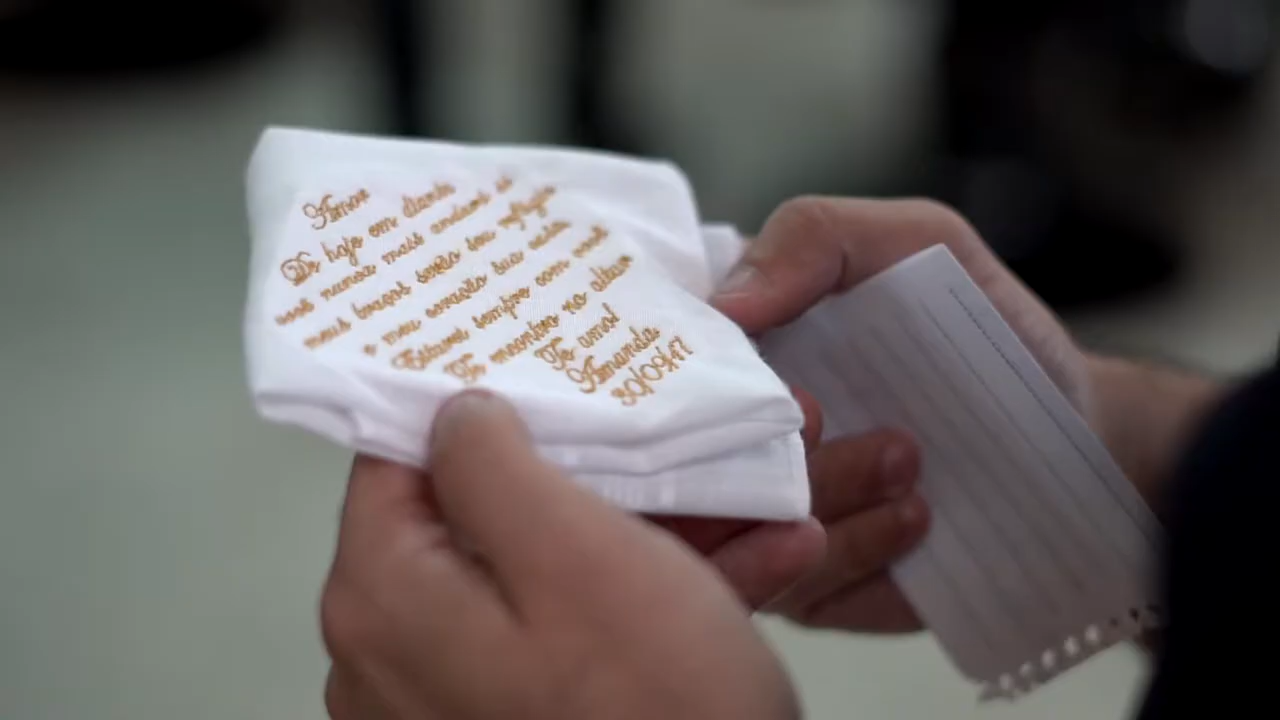 Amor
De hoje em diante
você nunca mais andará só
meus braços serão seu refúgio
e meu coração sua vida
Estarei sempre com você
Te encontro no altar
Te amo!
Amanda
30/09/17